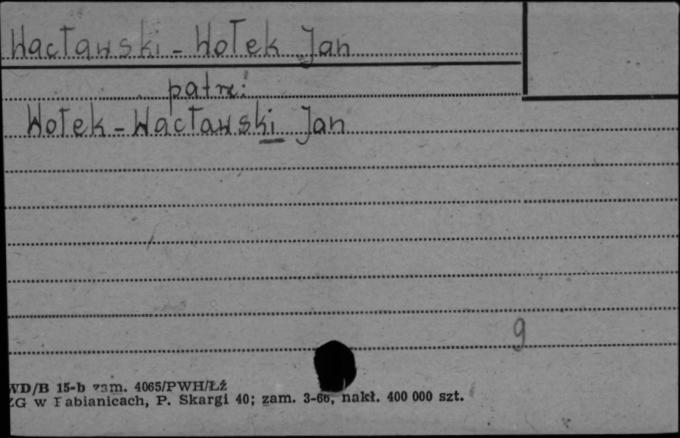 Wacławski - Wołek Jan
patrz:
Wołek - Wacławski Jan
9
WD/B 15-b zam. 4065/PWH/Łź
ZG w Pabianicach, P. Skargi 40; zam. 3-66, nakł. 400 000 szt.